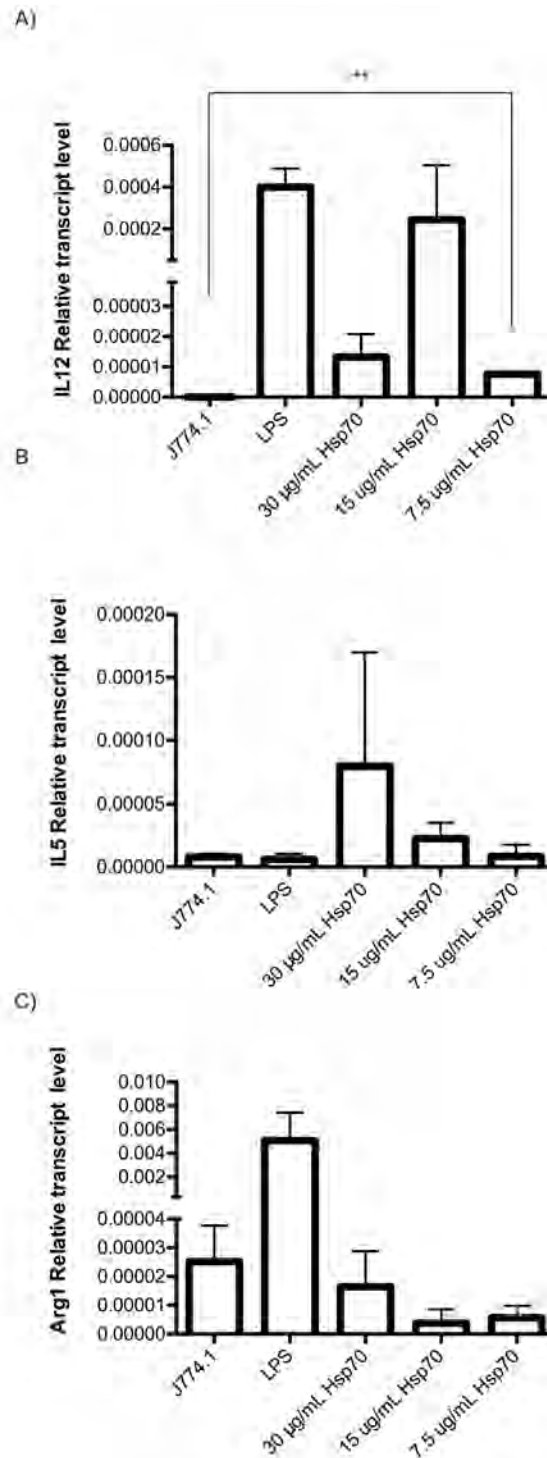 A)
**
IL12 Relative transcript level
0.0006
0.0004
0.0002
0.00003
0.00002
0.00001
0.00000
J774.1
LPS
30 µg/mL Hsp70
15 ug/mL Hsp70
7.5 ug/mL Hsp70
B
IL5 Relative transcript level
0.00020
0.00015
0.00010
0.00005
0.00000
J774.1
LPS
30 µg/mL Hsp70
15 ug/mL Hsp70
7.5 ug/mL Hsp70
C)
Arg1 Relative transcript level
0.010
0.008
0.006
0.004
0.002
0.00004
0.00003
0.00002
0.00001
0.00000
J774.1
LPS
30 µg/mL Hsp70
15 ug/mL Hsp70
7.5 ug/mL Hsp70